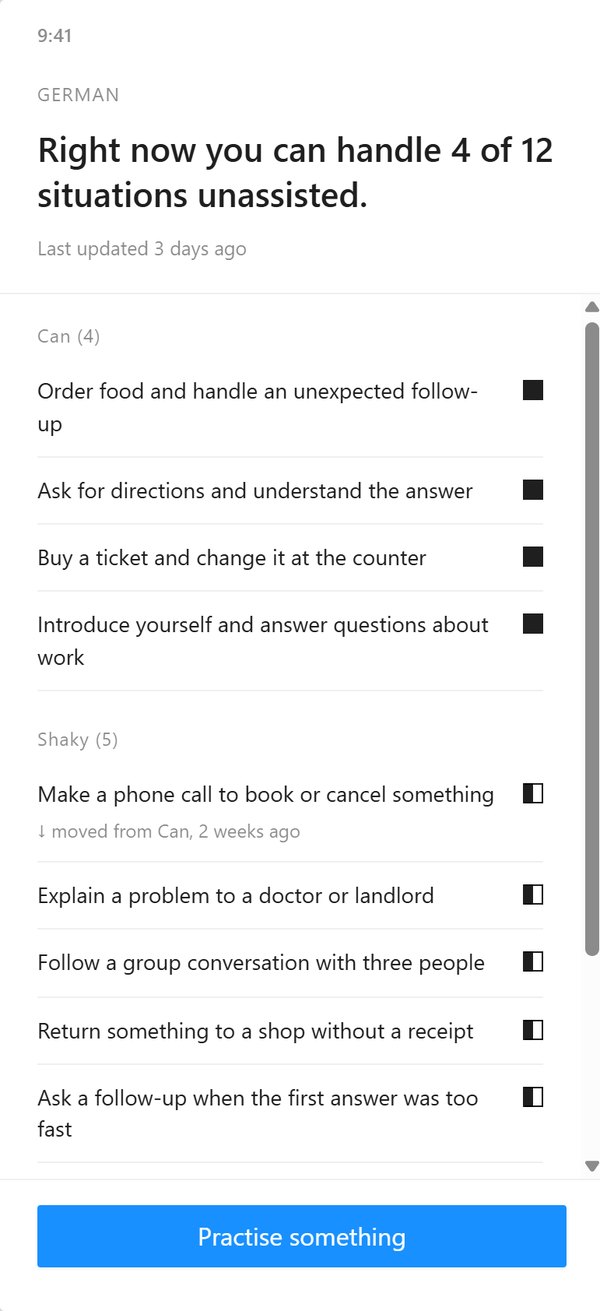 9:41
GERMAN
Right now you can handle 4 of 12
situations unassisted.
Last updated 3 days ago
Can (4)
Order food and handle an unexpected follow-
up
Ask for directions and understand the answer
Buy a ticket and change it at the counter
Introduce yourself and answer questions about
work
Shaky (5)
Make a phone call to book or cancel something
↓ moved from Can, 2 weeks ago
Explain a problem to a doctor or landlord
Follow a group conversation with three people
Return something to a shop without a receipt
Ask a follow-up when the first answer was too
fast
Practise something